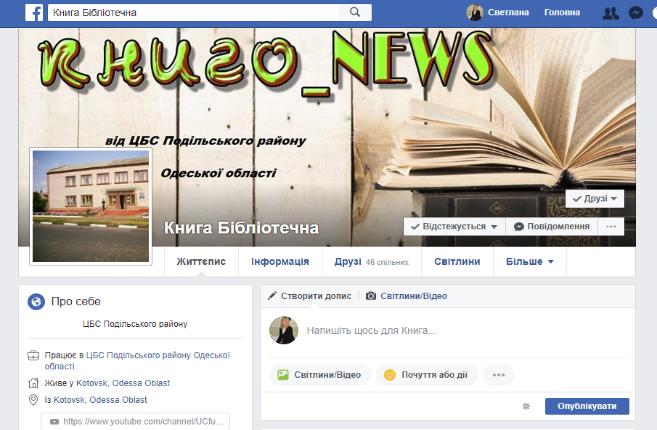 Книга Бібліотечна
Светлана
Головна
КНИГО_NEWS
від ЦБС Подільського району
Одеської області
Друзі
Книга Бібліотечна
Відстежується
Повідомлення
Життєпис
Інформація
Друзі 46 спільних
Світлини
Більше
Про себе
ЦБС Подільського району
Працює в ЦБС Подільського району Одеської
області
Живе у Kotovsk, Odessa Oblast
Із Kotovsk, Odessa Oblast
https://www.youtube.com/channel/UCfu...
Створити допис
Світлини/Відео
Напишіть щось для Книга...
Світлини/Відео
Почуття або дії
Опублікувати